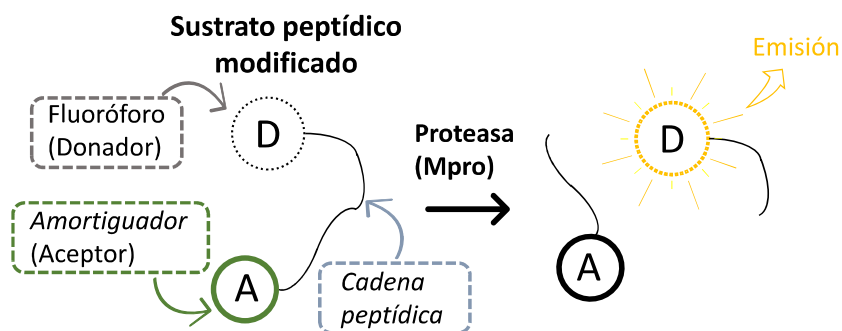 Sustrato peptídico
modificado
Fluoróforo
(Donador)
D
Amortiguador
(Aceptor)
A
Cadena
peptídica
Proteasa
(Mpro)
Emisión
D
A